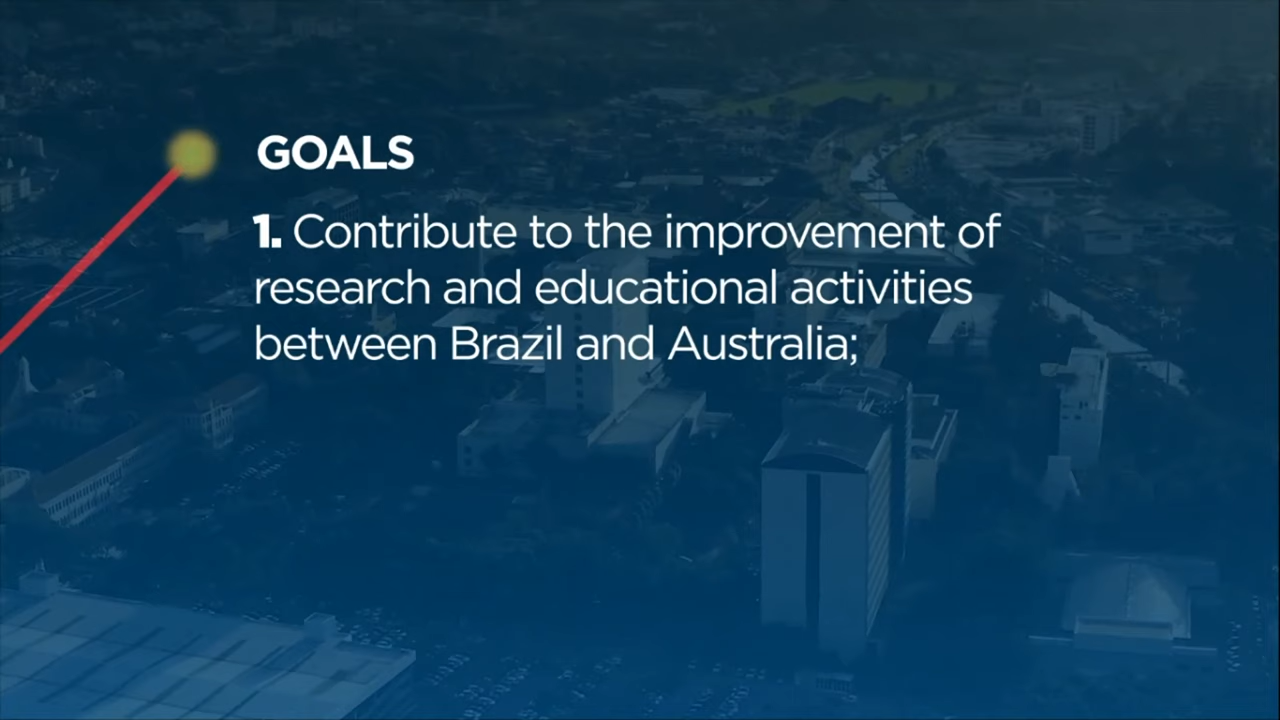 GOALS
1. Contribute to the improvement of
research and educational activities
between Brazil and Australia;